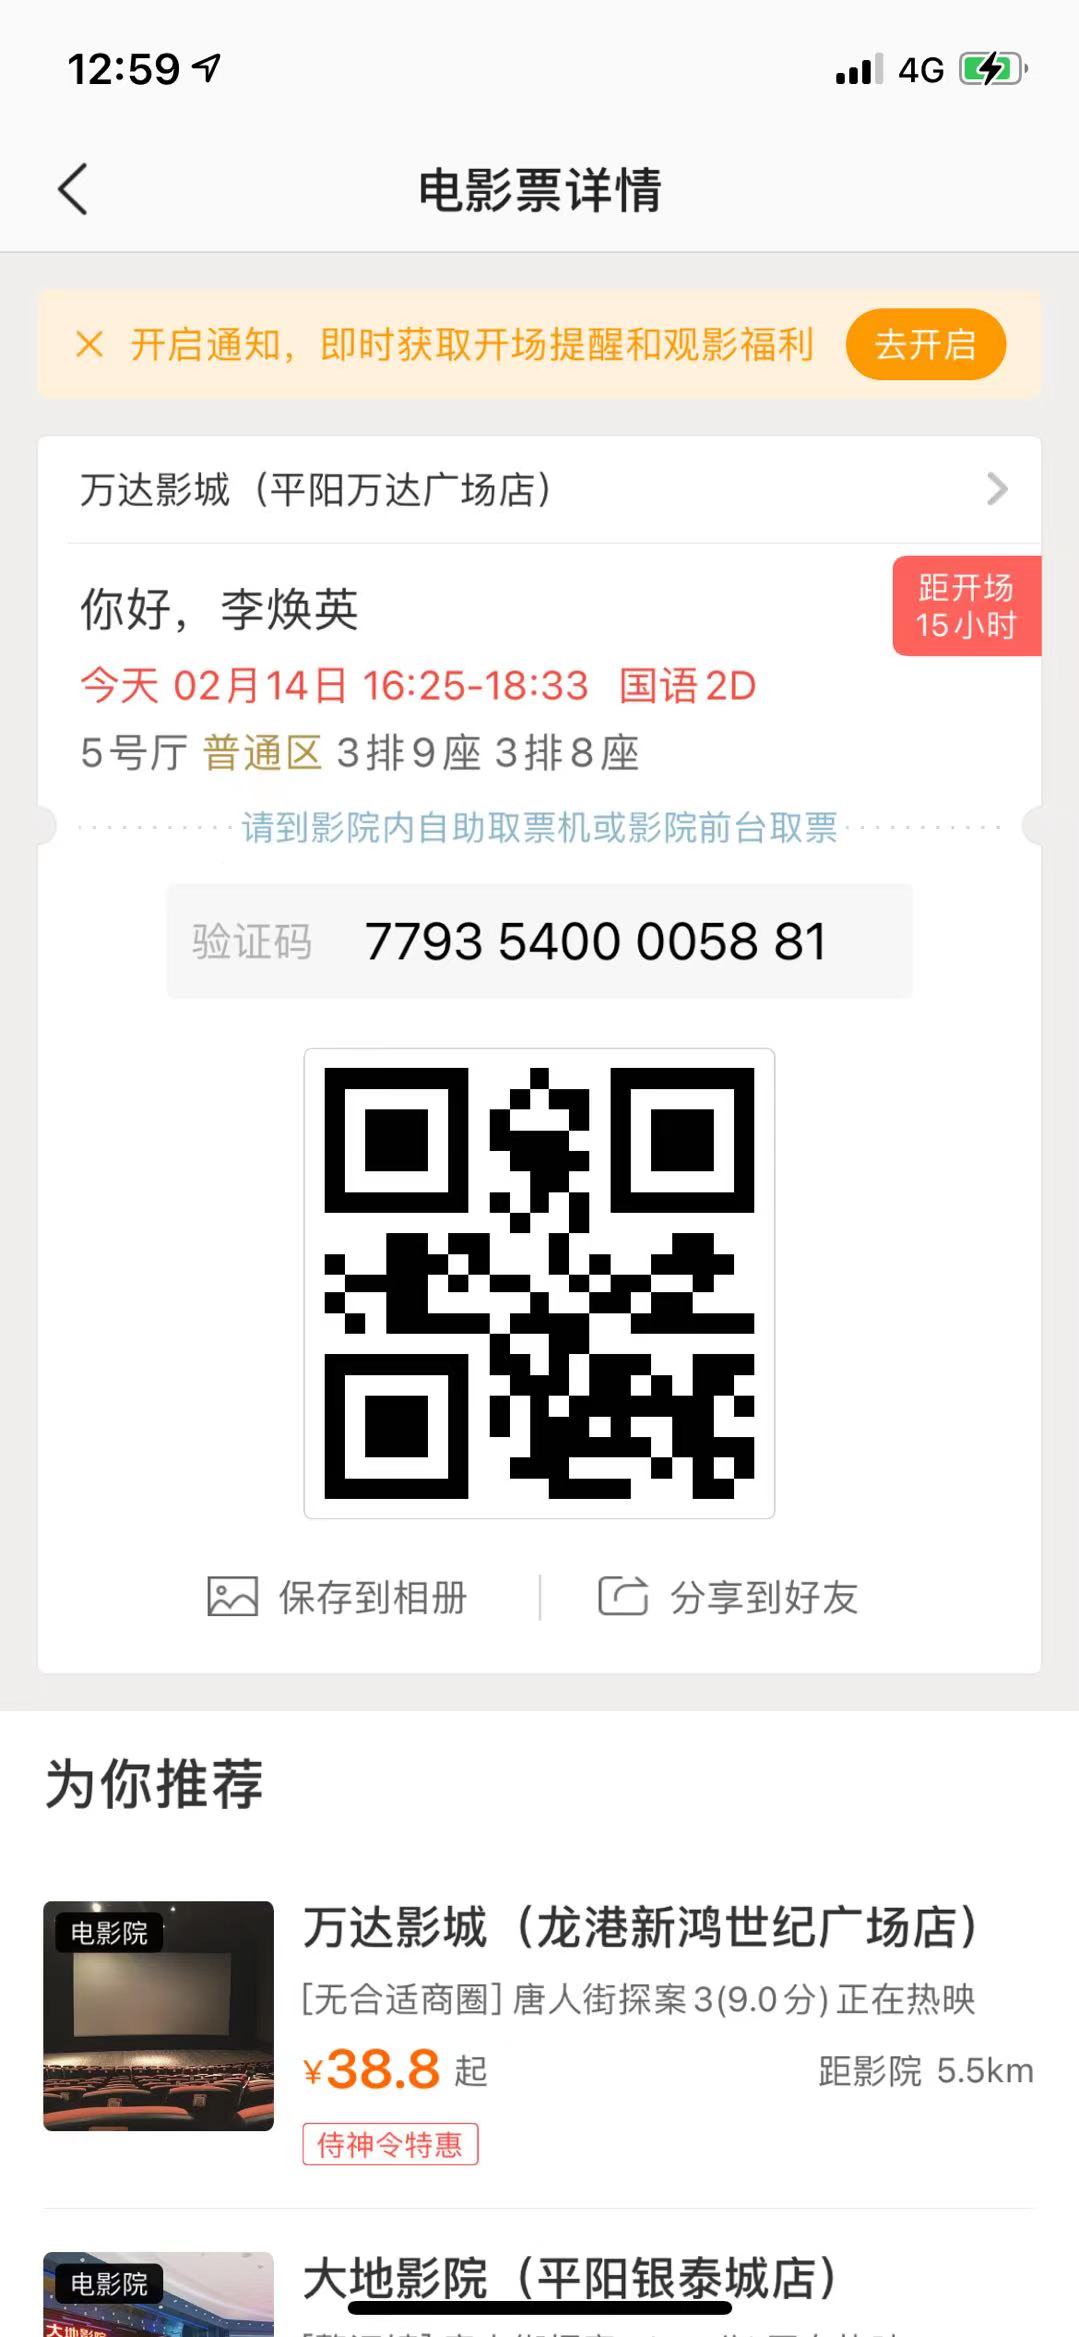 12:59
4G
电影票详情
开启通知，即时获取开场提醒和观影福利
去开启
万达影城（平阳万达广场店）
距开场
15小时
你好，李焕英
今天 02月14日 16:25-18:33 国语2D
5号厅 普通区 3排9座 3排8座
请到影院内自助取票机或影院前台取票
验证码 7793 5400 0058 81
保存到相册
分享到好友
为你推荐
电影院
万达影城（龙港新鸿世纪广场店）
[无合适商圈] 唐人街探案3(9.0分) 正在热映
¥38.8 起
距影院 5.5km
侍神令特惠
电影院
大地影院（平阳银泰城店）
大地影院